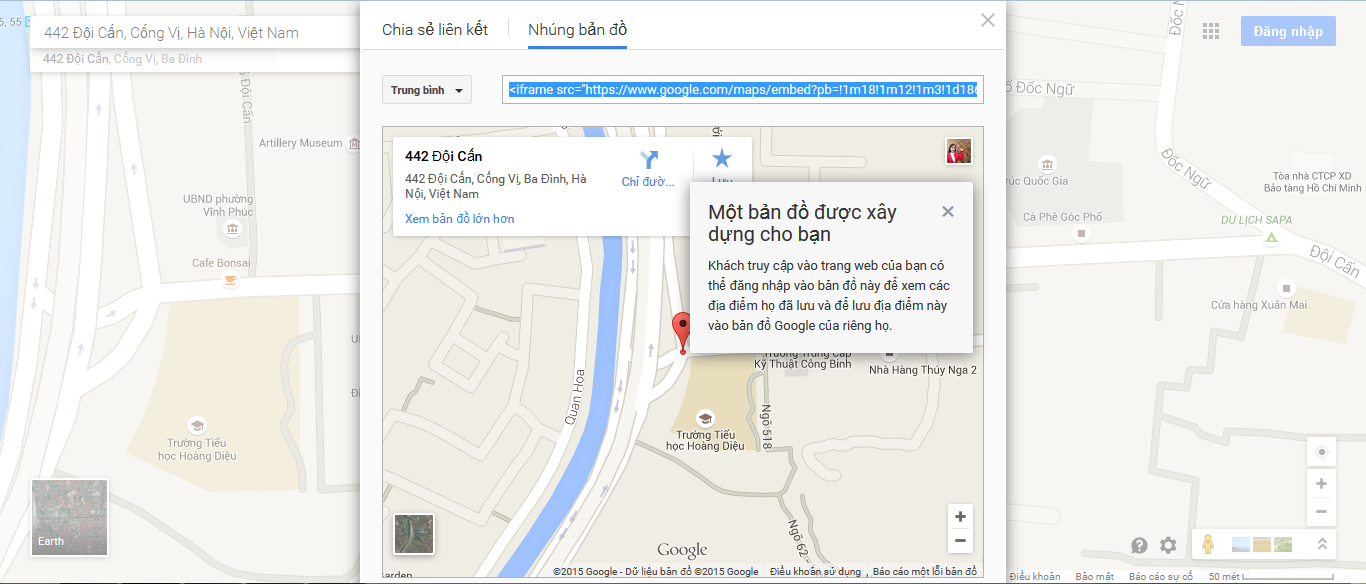 5, 55
442 Đội Cấn, Cống Vị, Hà Nội, Việt Nam
442 Đội Cấn, Cống Vị, Ba Đình
Chia sẻ liên kết
Nhúng bản đồ
Đăng nhập
Trung bình
<iframe src="https://www.google.com/maps/embed?pb=!1m18!1m12!1m3!1d186
442 Đội Cấn
442 Đội Cấn, Cống Vị, Ba Đình, Hà
Nội, Việt Nam
Xem bản đồ lớn hơn
Chỉ đườ...
Lưu
Một bản đồ được xây
dựng cho bạn
Khách truy cập vào trang web của bạn có
thể đăng nhập vào bản đồ này để xem các
địa điểm họ đã lưu và để lưu địa điểm này
vào bản đồ Google của riêng họ.
Đội Cấn
Artillery Museum
UBND phường
Vĩnh Phúc
Cafe Bonsai
Trường Tiểu
học Hoàng Diệu
Earth
Trường Trung Cấp
Kỹ Thuật Công Binh
Nhà Hàng Thúy Nga 2
Quan Hoa
Trường Tiểu
học Hoàng Diệu
Ngõ 518
Ngõ 62
Garden
Google
©2015 Google - Dữ liệu bản đồ ©2015 Google
Điều khoản sử dụng
Báo cáo một lỗi bản đồ
Đốc Ngữ
Đốc Ngữ
Quốc Gia
Tòa nhà CTCP XD
Bảo tàng Hồ Chí Minh
Cà Phê Góc Phố
DU LỊCH SAPA
Đội Cấn
Cửa hàng Xuân Mai
Điều khoản
Bảo mật
Báo cáo sự cố
50 mét